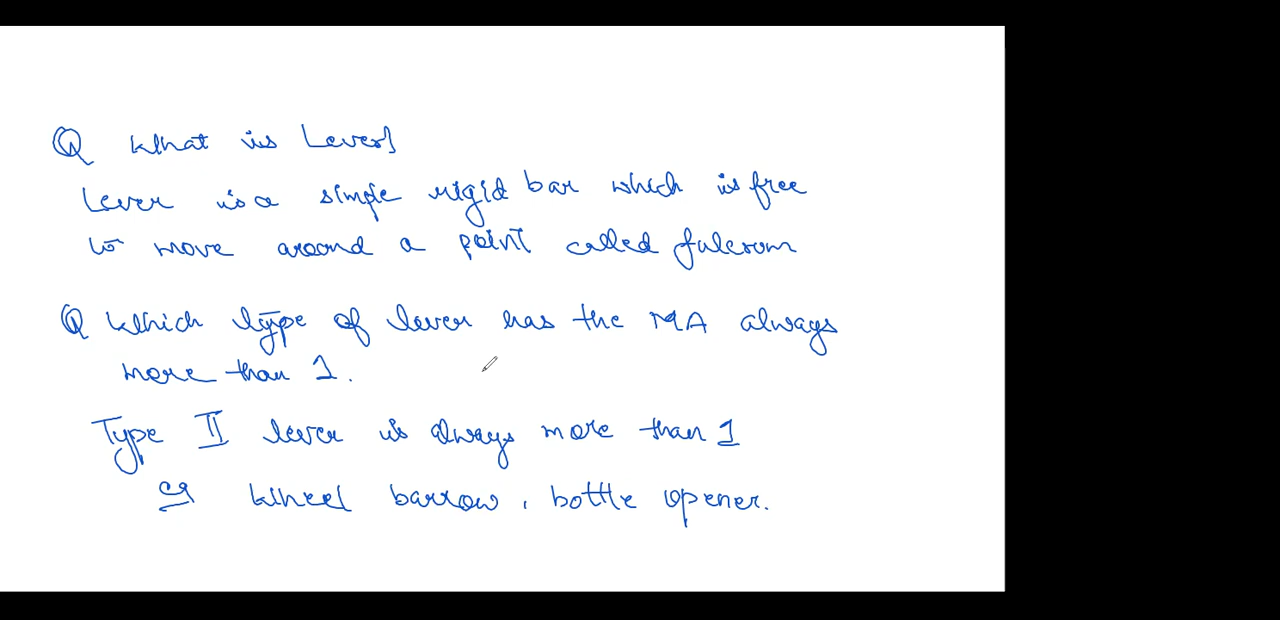 Q What is Lever?
Lever is a simple rigid bar which is free
to move around a point called fulcrum
Q Which type of lever has the MA always
more than 1.
Type II lever is always more than 1
eg Wheel barrow, bottle opener.